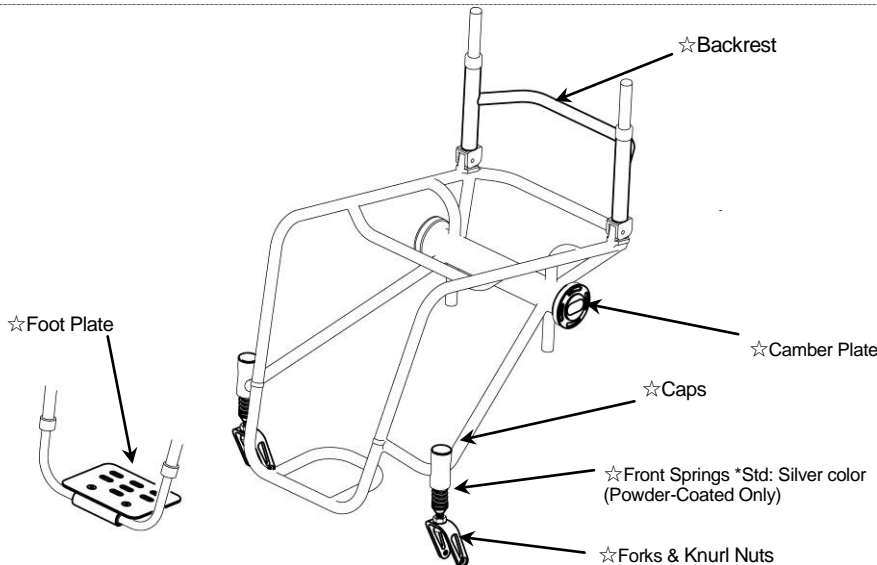 ☆Backrest
☆Foot Plate
☆Camber Plate
☆Caps
☆Front Springs *Std: Silver color
(Powder-Coated Only)
☆Forks & Knurl Nuts